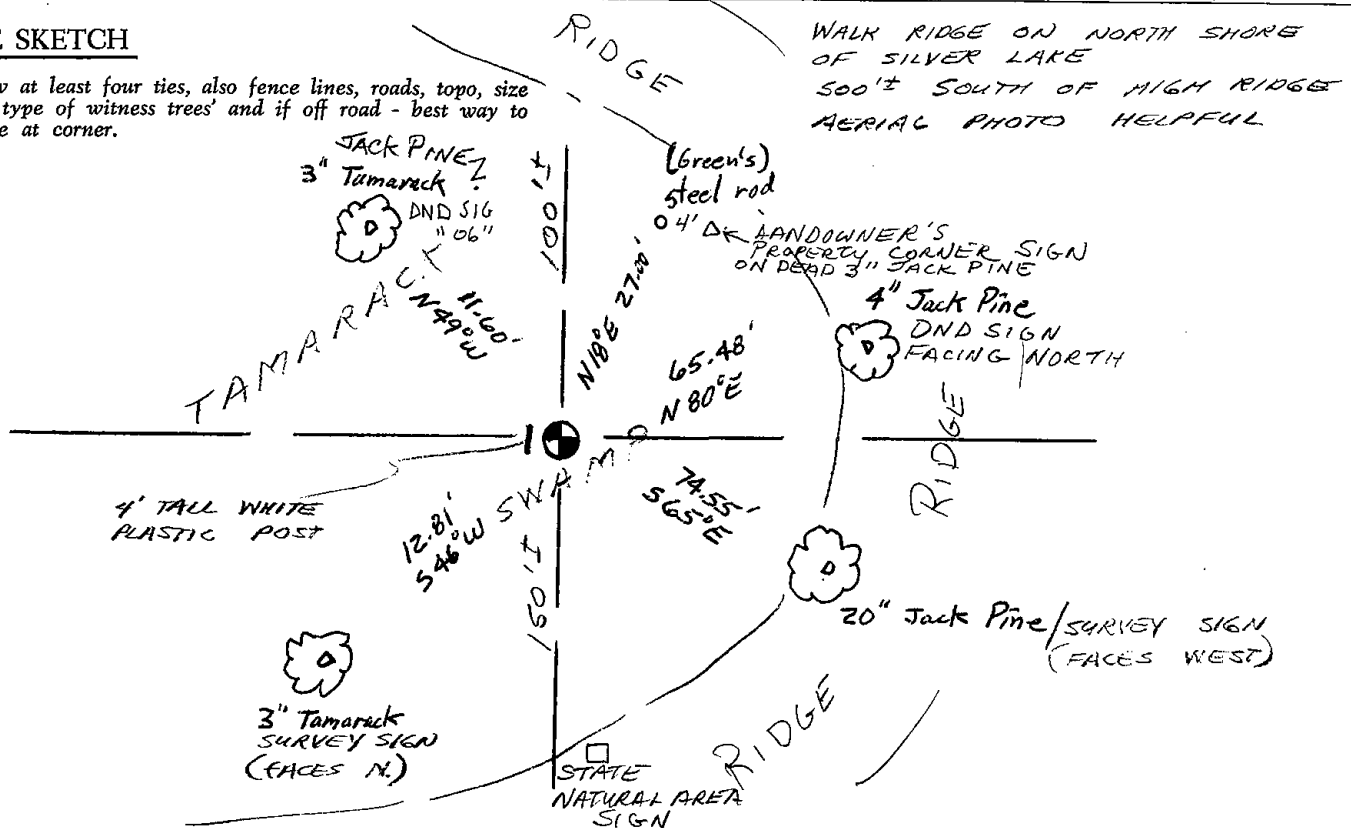 SKETCH
at least four ties, also fence lines, roads, topo, size
type of witness trees' and if off road - best way to
at corner.
WALK RIDGE ON NORTH SHORE
OF SILVER LAKE
500'± SOUTH OF HIGH RIDGE
AERIAL PHOTO HELPFUL
RIDGE
JACK PINE?
3" Tamarack
DND SIG
"06"
100'±
(Green's)
steel rod
4'
LANDOWNER'S
PROPERTY CORNER SIGN
ON DEAD 3" JACK PINE
4" Jack Pine
DND SIGN
FACING NORTH
TAMARACK
11.60'
N49°W
N18°E 27.00'
65.48'
N80°E
RIDGE
SWAMP
4' TALL WHITE
PLASTIC POST
12.81'
S46°W
150'±
74.55'
S65°E
20" Jack Pine/SURVEY SIGN
(FACES WEST)
3" Tamarack
SURVEY SIGN
(FACES N.)
RIDGE
STATE
NATURAL AREA
SIGN